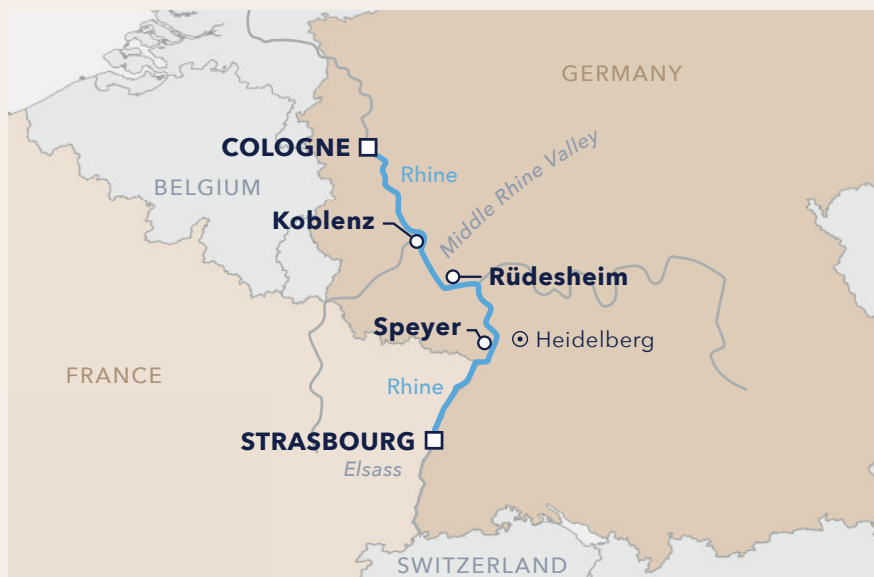 GERMANY
COLOGNE
Rhine
BELGIUM
Middle Rhine Valley
Koblenz
Rüdesheim
Speyer
Heidelberg
FRANCE
Rhine
STRASBOURG
Elsass
SWITZERLAND